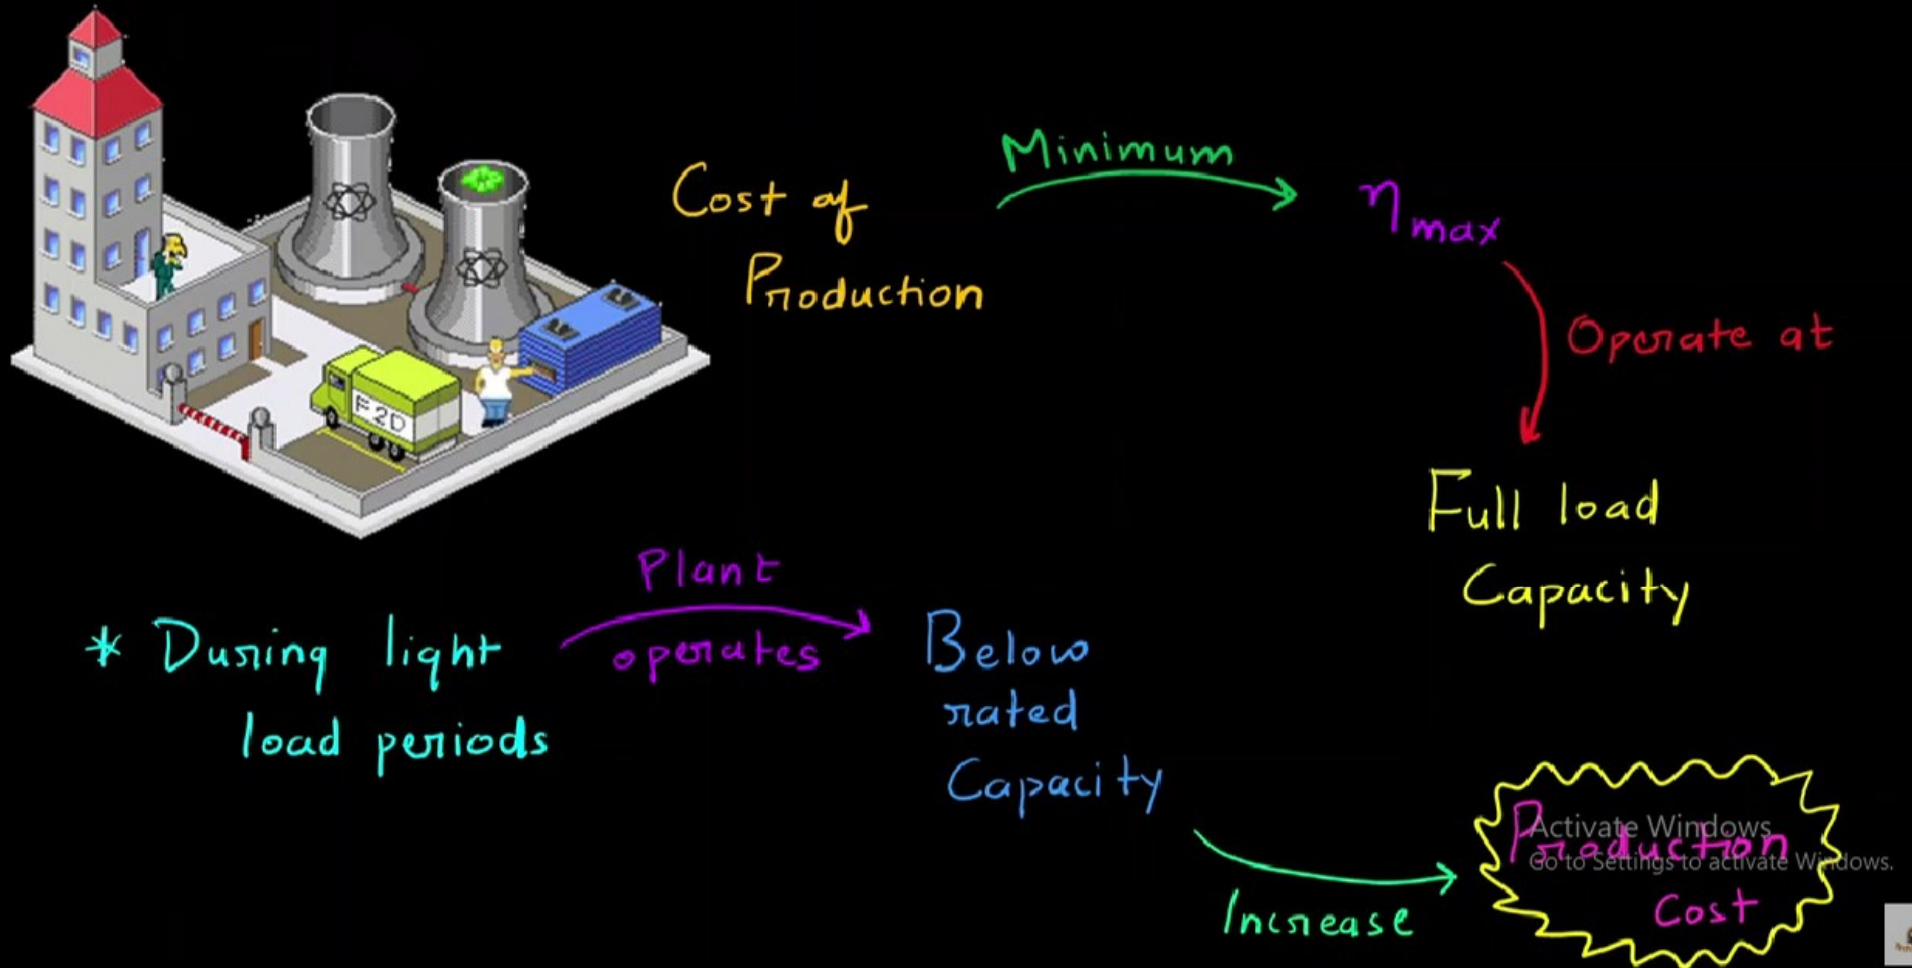 Minimum
Cost of
Production
η max
Operate at
F2D
Full load
Capacity
Plant
operates
* During light
load periods
Below
rated
Capacity
Increase
Production
Cost
Activate Windows
Go to Settings to activate Windows.